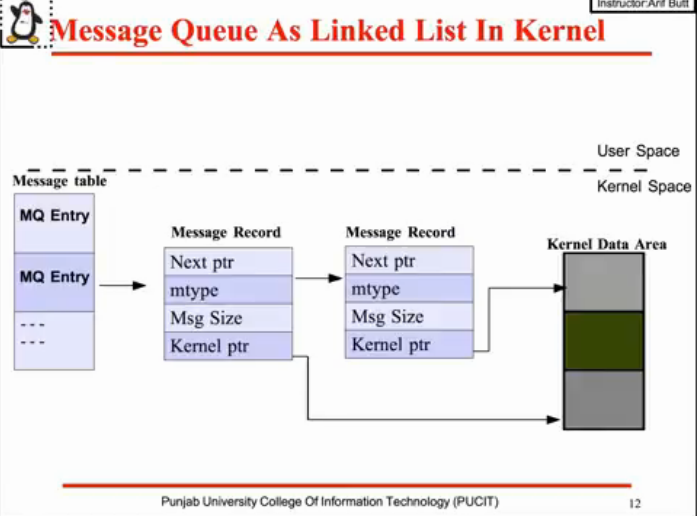 Instructor:Arif Butt
Message Queue As Linked List In Kernel
User Space
Kernel Space
Message table
MQ Entry
MQ Entry
---
---
Message Record
Next ptr
mtype
Msg Size
Kernel ptr
Message Record
Next ptr
mtype
Msg Size
Kernel ptr
Kernel Data Area
Punjab University College Of Information Technology (PUCIT)
12